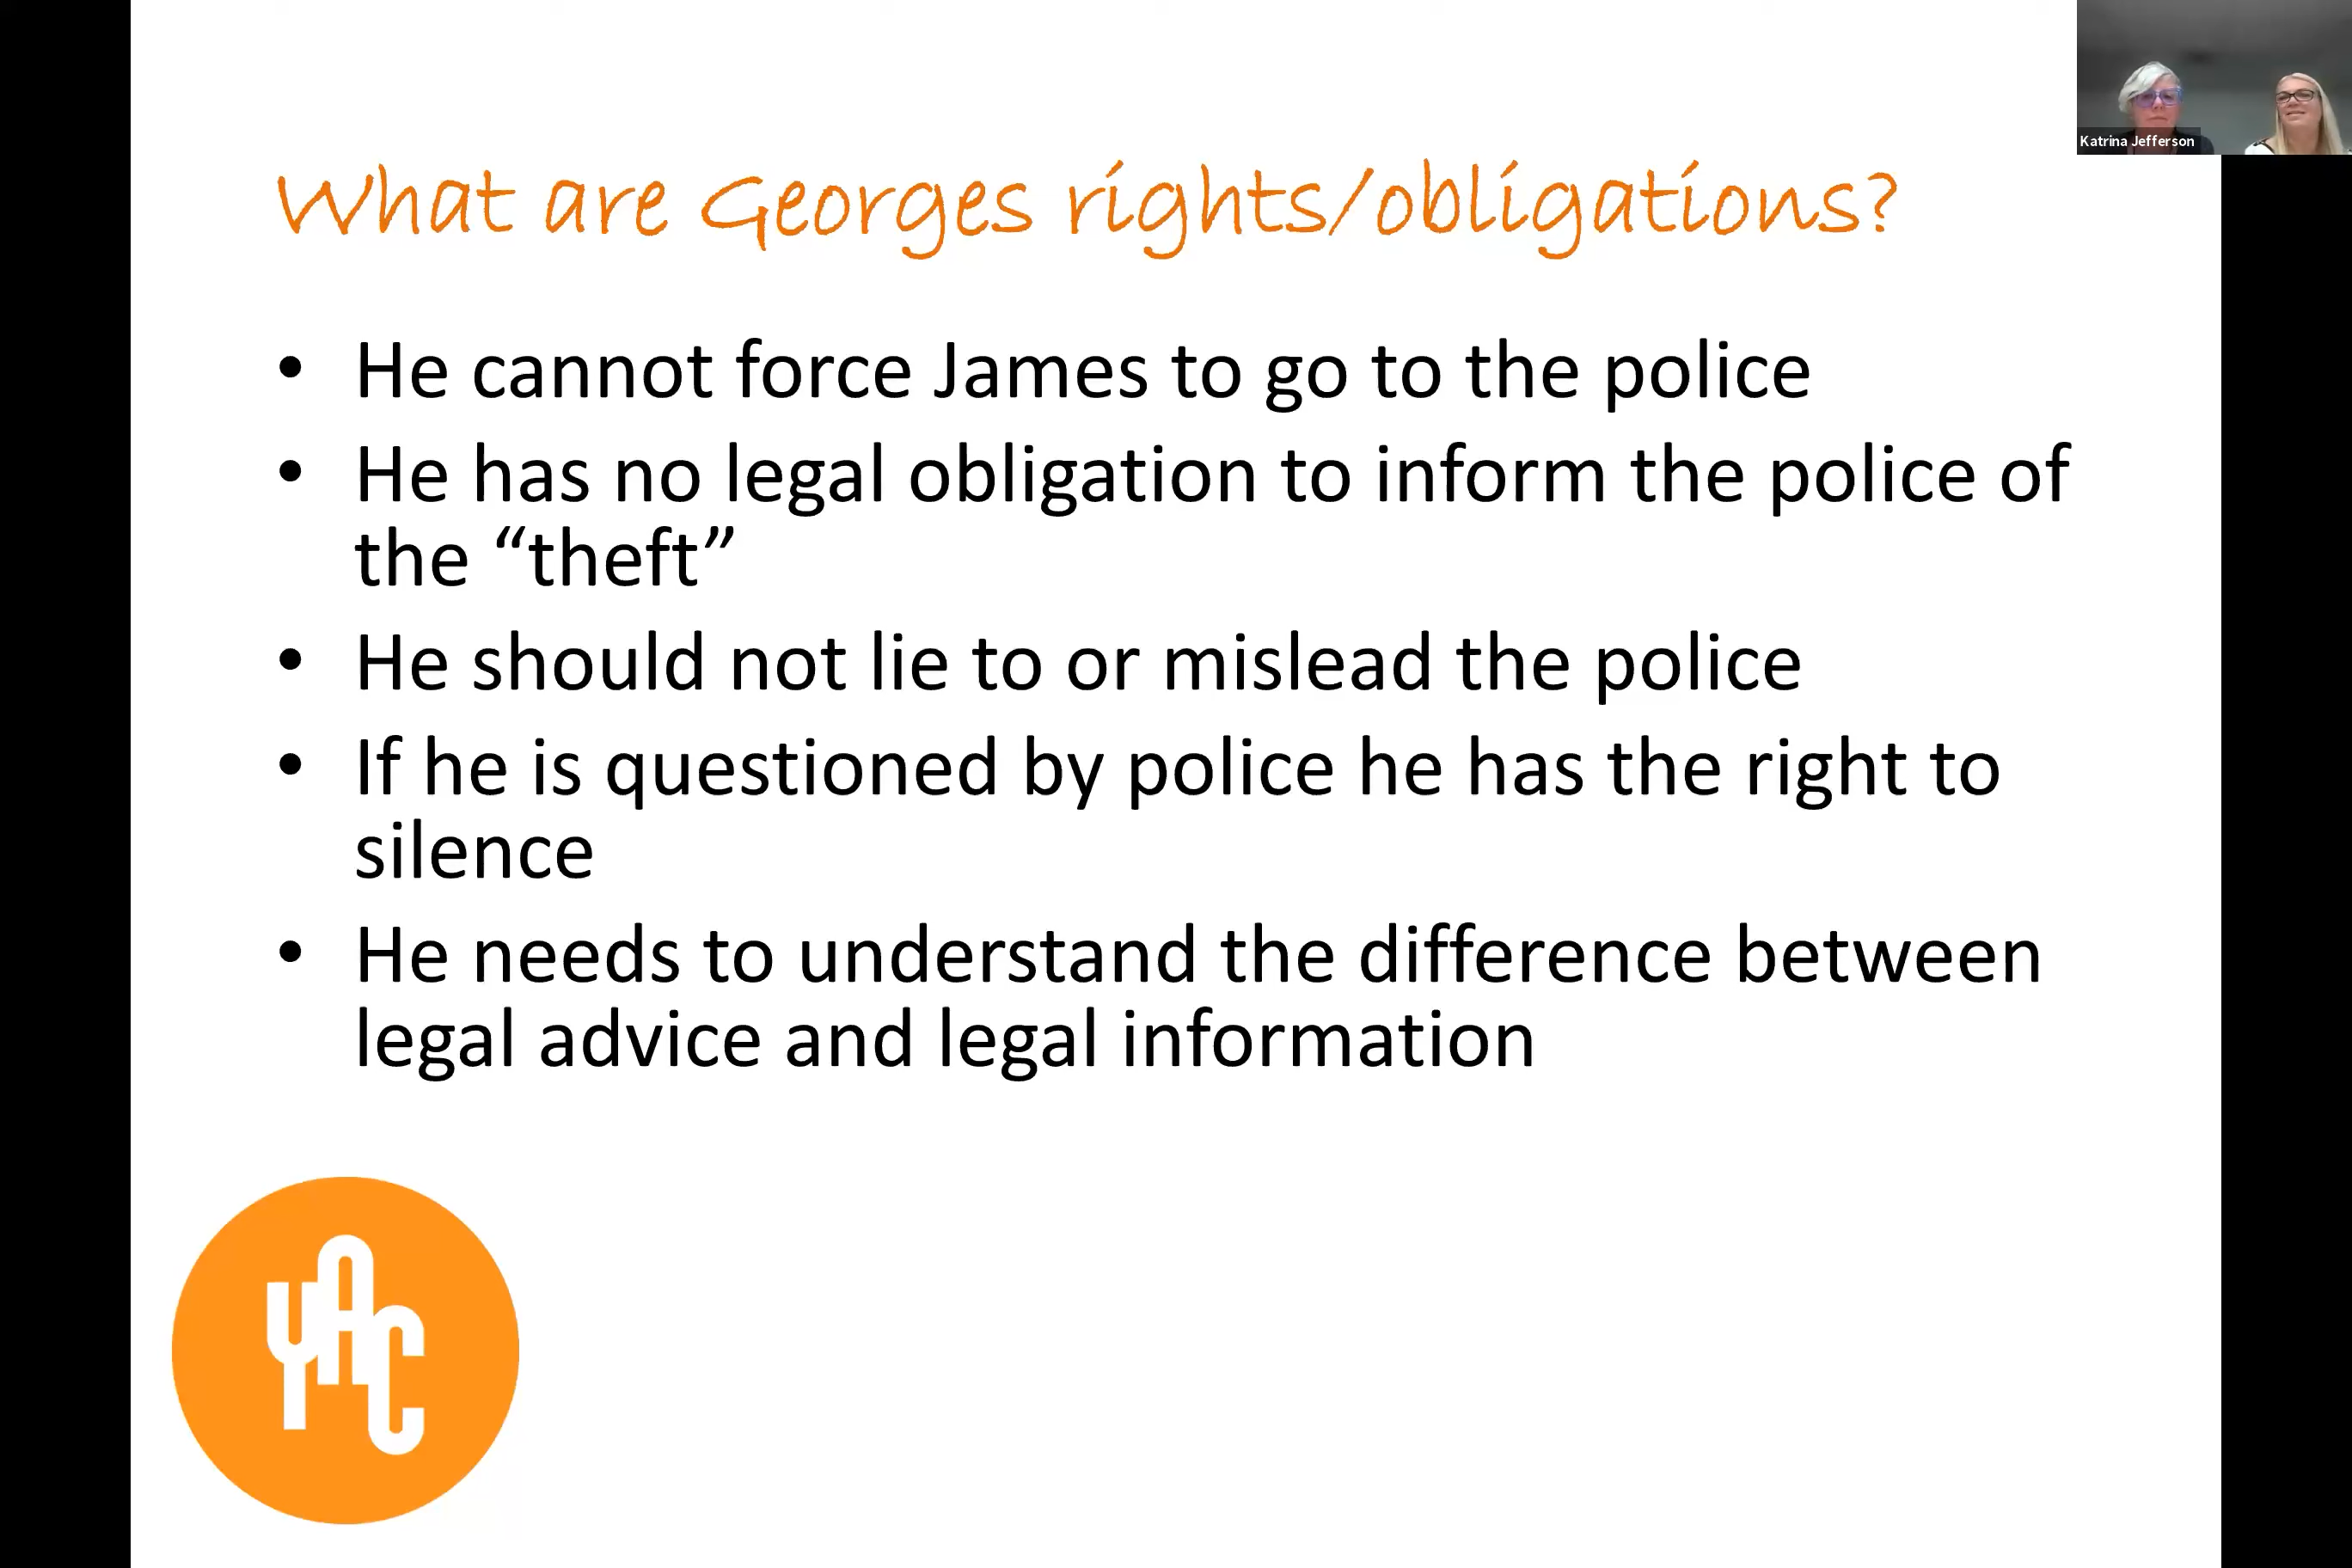 Katrina Jefferson
What are Georges rights/obligations?
• He cannot force James to go to the police
• He has no legal obligation to inform the police of
the “theft”
• He should not lie to or mislead the police
• If he is questioned by police he has the right to
silence
• He needs to understand the difference between
legal advice and legal information
YAC